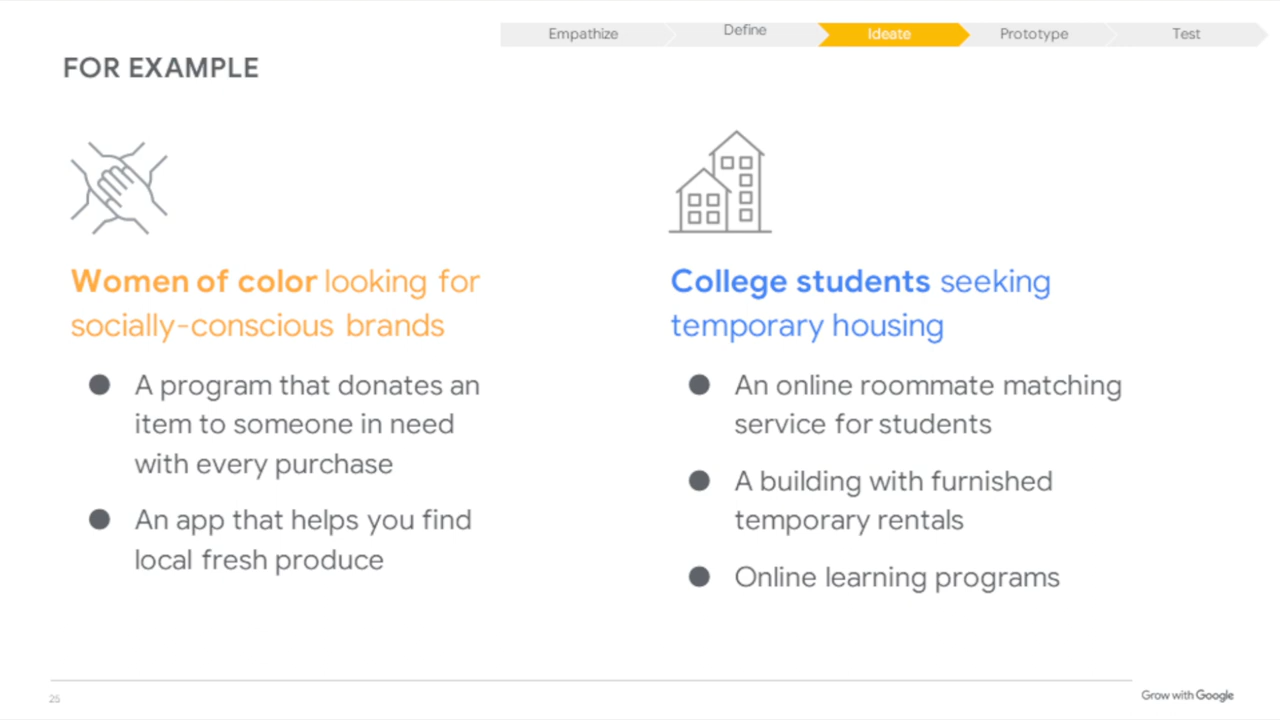 Empathize
Define
Ideate
Prototype
Test
FOR EXAMPLE
Women of color looking for
socially-conscious brands
● A program that donates an
item to someone in need
with every purchase
● An app that helps you find
local fresh produce
College students seeking
temporary housing
● An online roommate matching
service for students
● A building with furnished
temporary rentals
● Online learning programs
25
Grow with Google